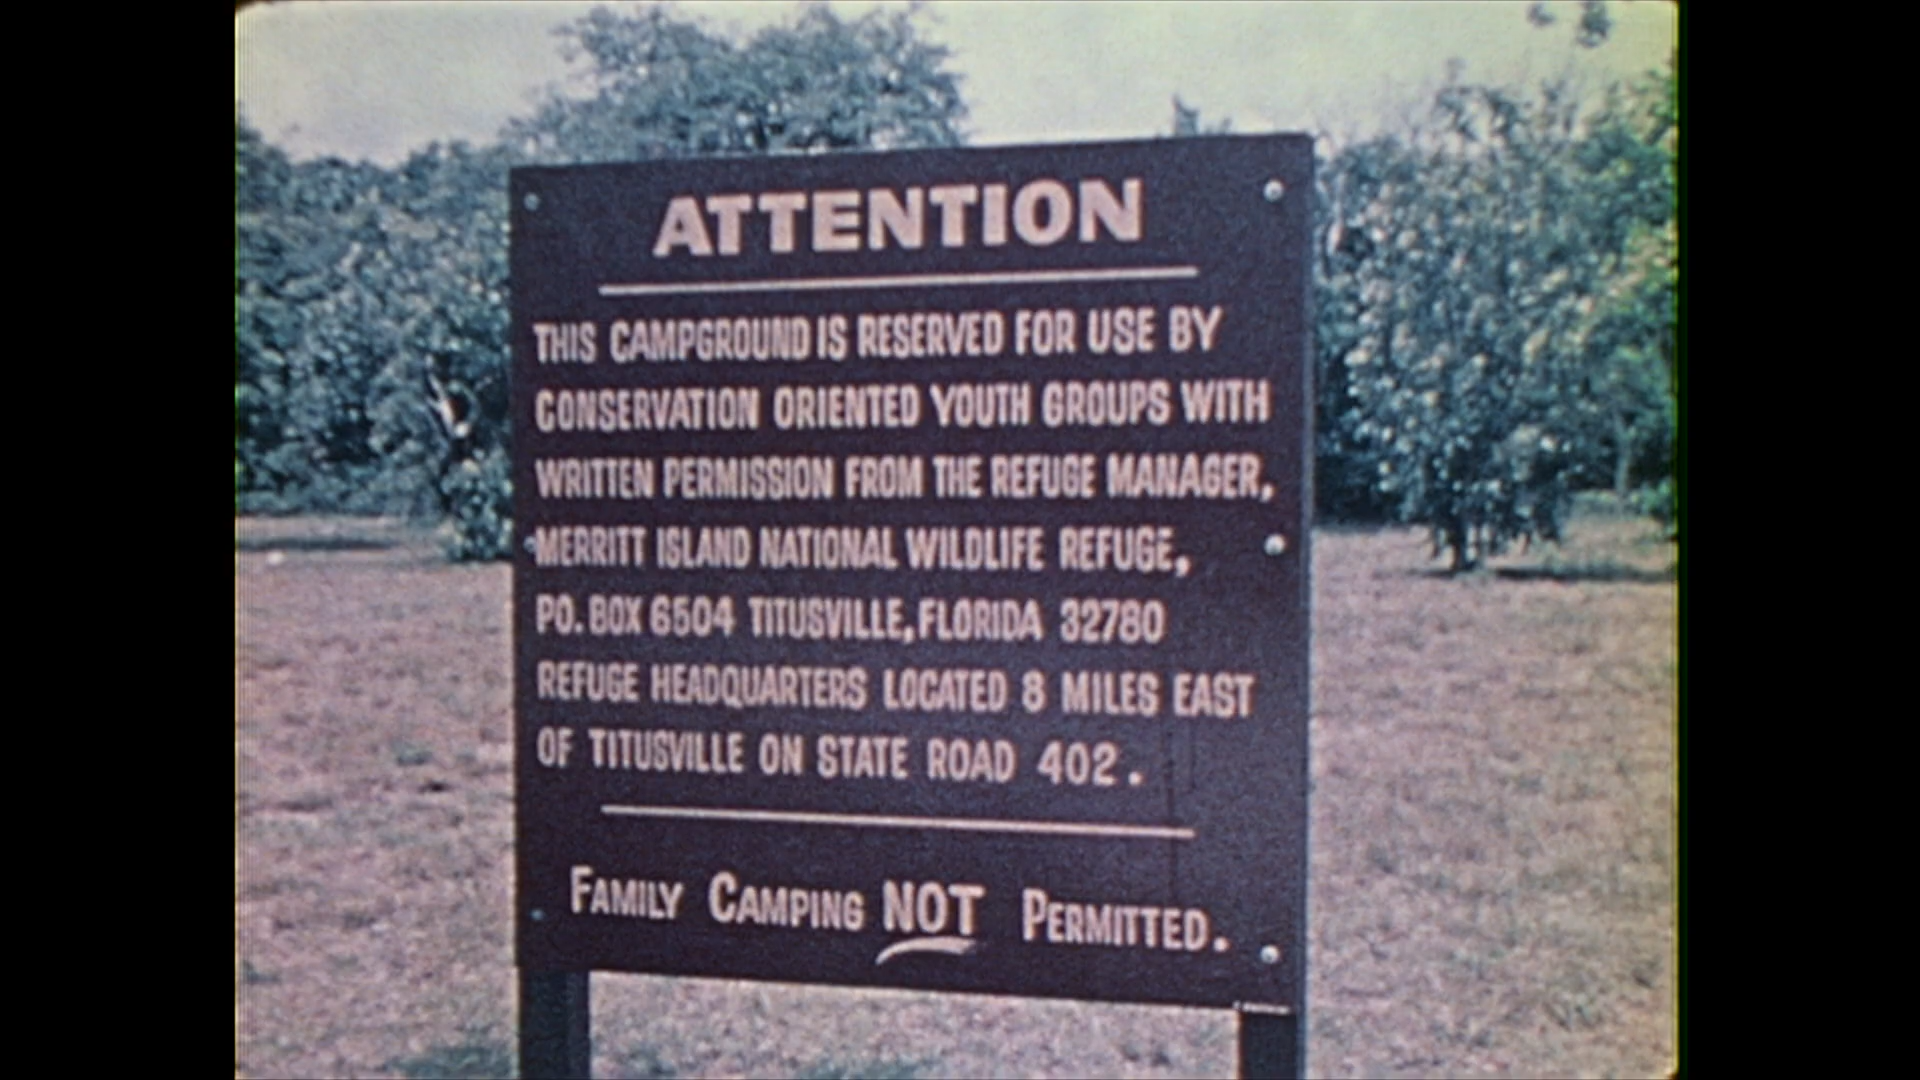 ATTENTION
THIS CAMPGROUND IS RESERVED FOR USE BY
CONSERVATION ORIENTED YOUTH GROUPS WITH
WRITTEN PERMISSION FROM THE REFUGE MANAGER,
MERRITT ISLAND NATIONAL WILDLIFE REFUGE,
PO. BOX 6504 TITUSVILLE, FLORIDA 32780
REFUGE HEADQUARTERS LOCATED 8 MILES EAST
OF TITUSVILLE ON STATE ROAD 402.
FAMILY CAMPING NOT PERMITTED.